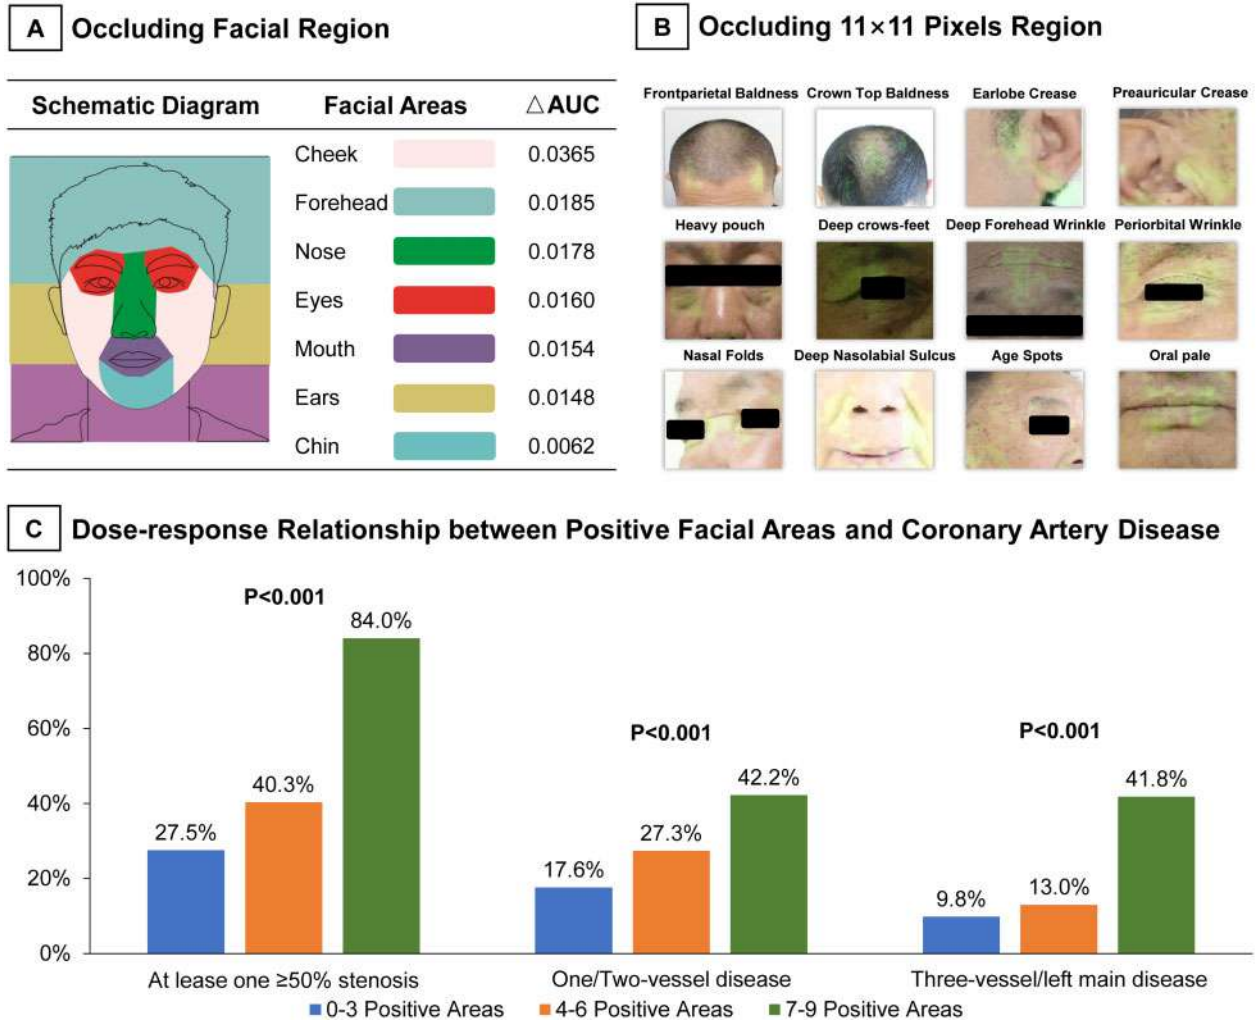 A Occluding Facial Region
Schematic Diagram Facial Areas △AUC
Cheek 0.0365
Forehead 0.0185
Nose 0.0178
Eyes 0.0160
Mouth 0.0154
Ears 0.0148
Chin 0.0062
B Occluding 11×11 Pixels Region
Frontparietal Baldness Crown Top Baldness Earlobe Crease Preauricular Crease
Heavy pouch Deep crows-feet Deep Forehead Wrinkle Periorbital Wrinkle
Nasal Folds Deep Nasolabial Sulcus Age Spots Oral pale
C Dose-response Relationship between Positive Facial Areas and Coronary Artery Disease
100%
80%
60%
40%
20%
0%
P<0.001
27.5%
40.3%
84.0%
P<0.001
17.6%
27.3%
42.2%
P<0.001
9.8%
13.0%
41.8%
At lease one ≥50% stenosis One/Two-vessel disease Three-vessel/left main disease
0-3 Positive Areas 4-6 Positive Areas 7-9 Positive Areas